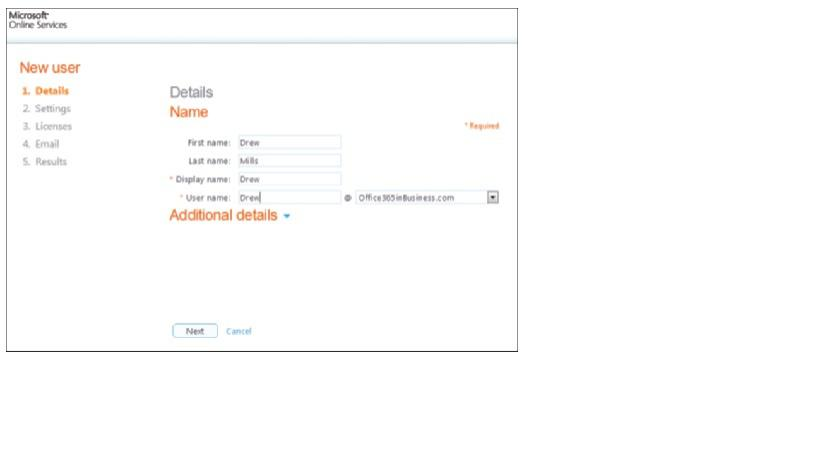 Microsoft
Online Services
New user
1. Details
2. Settings
3. Licenses
4. Email
5. Results
Details
Name
* Required
First name: Drew
Last name: Mills
* Display name: Drew
* User name: Drew @ Office365inBusiness.com
Additional details
Next Cancel